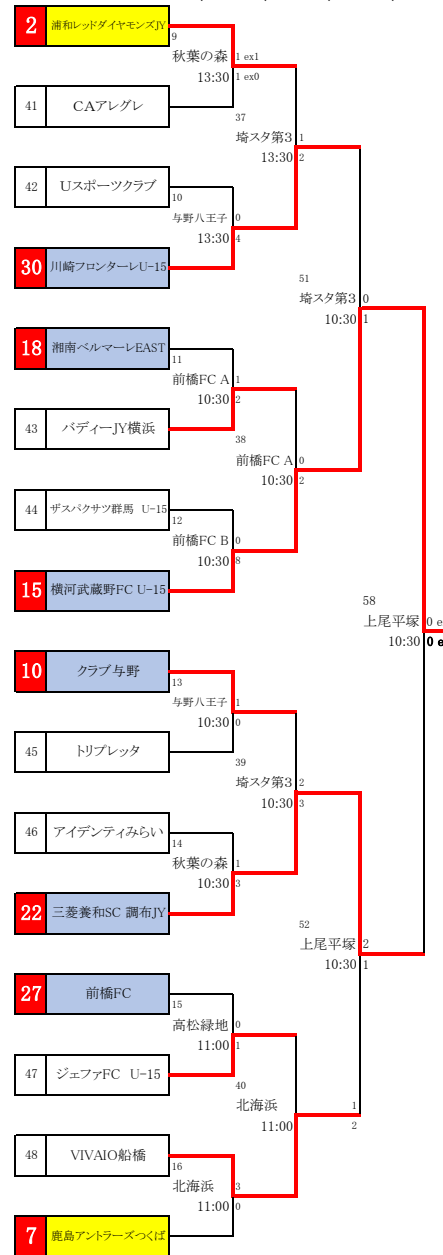 2 浦和レッドダイヤモンズJY
9
秋葉の森 1 ex1
13:30 1 ex0
41 CAアレグレ
37
埼スタ第3 1
13:30 2
42 Uスポーツクラブ
10
与野八王子 0
13:30 4
30 川崎フロンターレU-15
51
埼スタ第3 0
10:30 1
18 湘南ベルマーレEAST
11
前橋FC A 1
10:30 2
43 バディーJY横浜
38
前橋FC A 0
10:30 2
44 ザスパクサツ群馬 U-15
12
前橋FC B 0
10:30 8
15 横河武蔵野FC U-15
58
上尾平塚 0 e
10:30 0 e
10 クラブ与野
13
与野八王子 1
10:30 0
45 トリプレッタ
39
埼スタ第3 2
10:30 3
46 アイデンティみらい
14
秋葉の森 1
10:30 3
22 三菱養和SC 調布JY
52
上尾平塚 2
10:30 1
27 前橋FC
15
高松緑地 0
11:00 1
47 ジェファFC U-15
40
北海浜 1
11:00 2
48 VIVAIO船橋
16
北海浜 3
11:00 0
7 鹿島アントラーズつくば